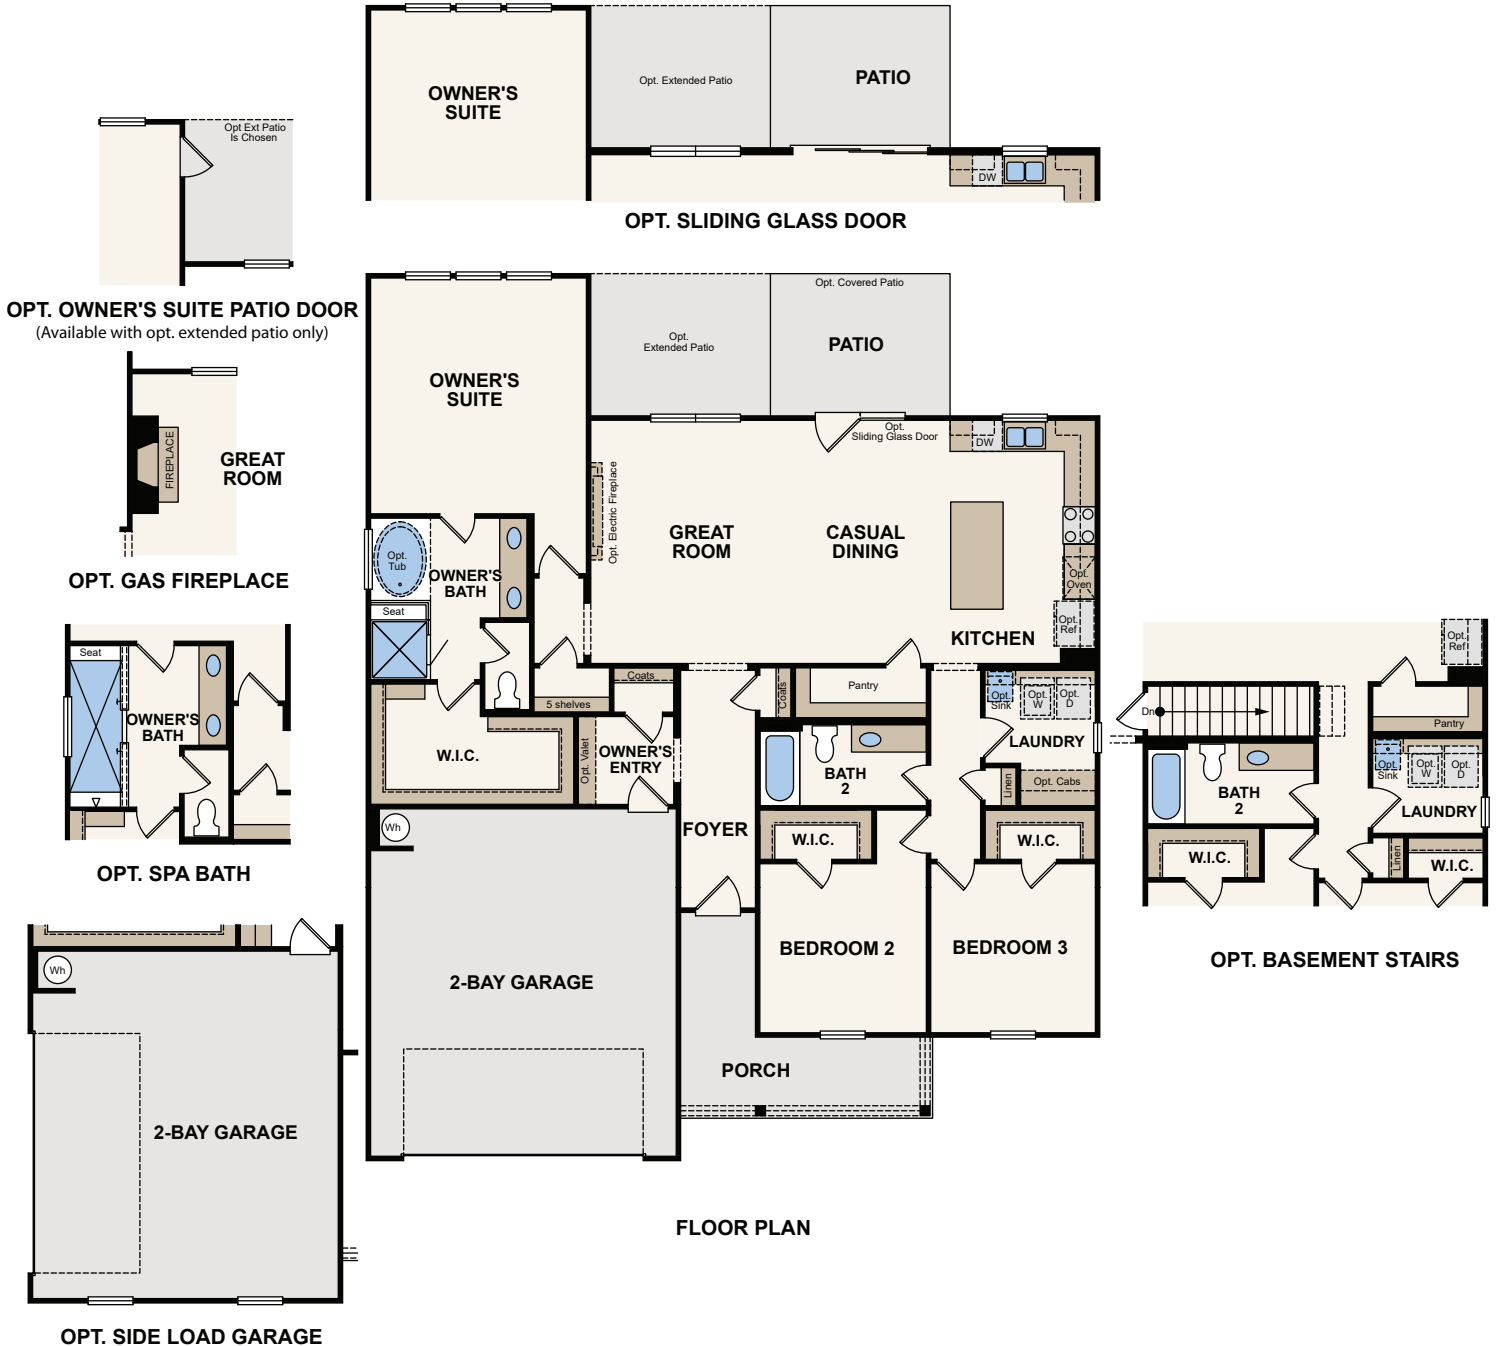 OWNER'S
SUITE
Opt. Extended Patio
PATIO
DW
OPT. SLIDING GLASS DOOR
Opt Ext Patio
Is Chosen
OPT. OWNER'S SUITE PATIO DOOR
(Available with opt. extended patio only)
FIREPLACE
GREAT
ROOM
OPT. GAS FIREPLACE
Seat
OWNER'S
BATH
OPT. SPA BATH
Wh
2-BAY GARAGE
OPT. SIDE LOAD GARAGE
OWNER'S
SUITE
Opt.
Extended Patio
Opt. Covered Patio
PATIO
Opt.
Sliding Glass Door
DW
Opt. Electric Fireplace
GREAT
ROOM
CASUAL
DINING
Opt.
Oven
Opt.
Ref
KITCHEN
Opt.
Tub
OWNER'S
BATH
Seat
Coats
5 shelves
W.I.C.
Opt. Valet
OWNER'S
ENTRY
Coats
Pantry
Opt.
Sink
Opt.
W
Opt.
D
LAUNDRY
BATH
2
Linen
Opt. Cabs
Wh
FOYER
W.I.C.
W.I.C.
BEDROOM 2
BEDROOM 3
2-BAY GARAGE
PORCH
FLOOR PLAN
Opt.
Ref
Dn
Pantry
Opt.
Sink
Opt.
W
Opt.
D
BATH
2
LAUNDRY
W.I.C.
Linen
W.I.C.
OPT. BASEMENT STAIRS